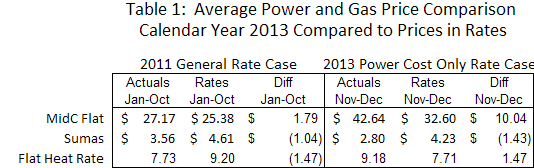 Table 1:  Average Power and Gas Price Comparison
Calendar Year 2013 Compared to Prices in Rates
2011 General Rate Case 2013 Power Cost Only Rate Case
Actuals Rates Diff Actuals Rates Diff
Jan-Oct Jan-Oct Jan-Oct Nov-Dec Nov-Dec Nov-Dec
MidC Flat $ 27.17 $ 25.38 $ 1.79 $ 42.64 $ 32.60 $ 10.04
Sumas $ 3.56 $ 4.61 $ (1.04) $ 2.80 $ 4.23 $ (1.43)
Flat Heat Rate 7.73 9.20 (1.47) 9.18 7.71 1.47